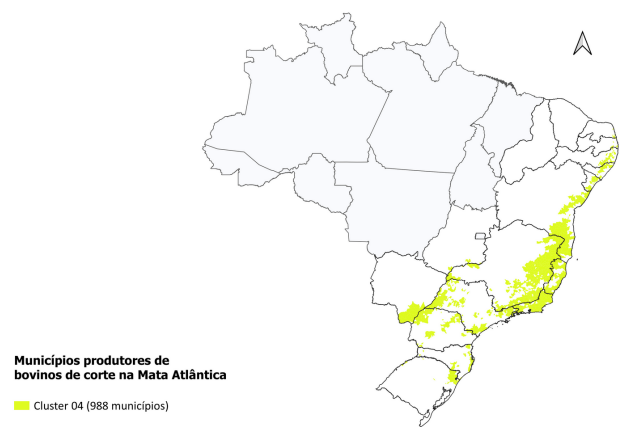 Municípios produtores de
bovinos de corte na Mata Atlântica
Cluster 04 (988 municípios)